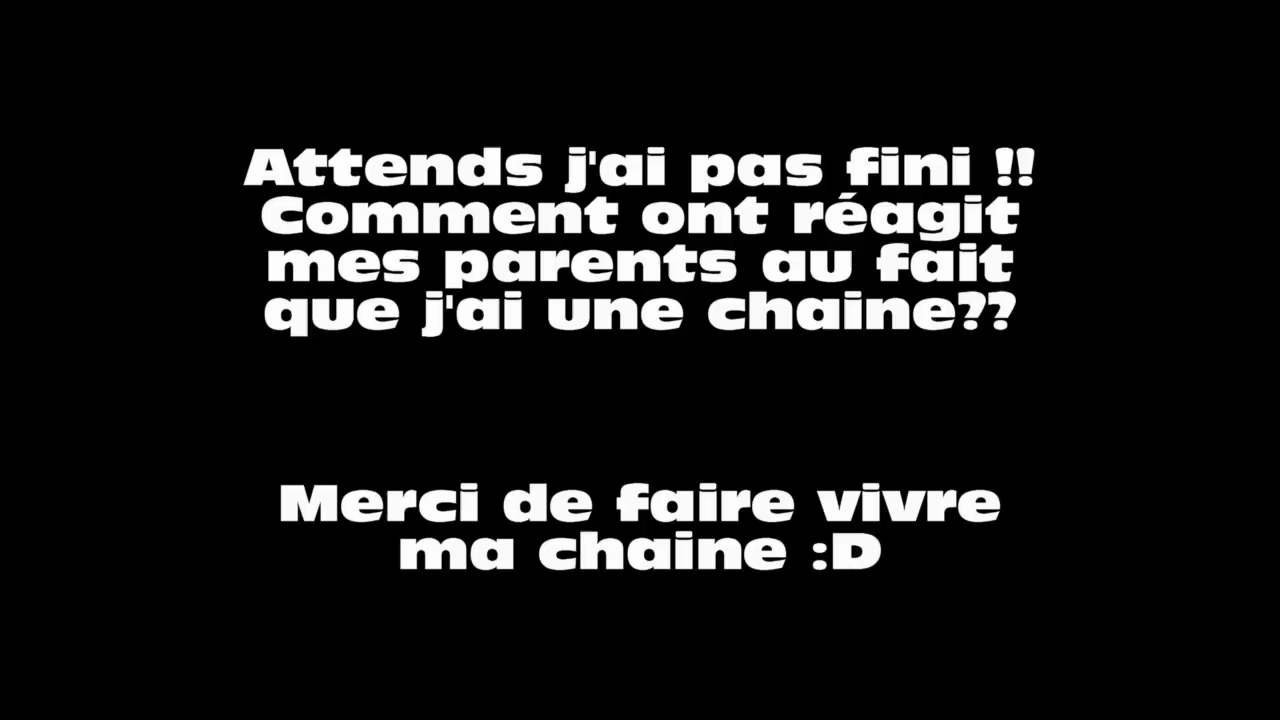 Attends j'ai pas fini !!
Comment ont réagit
mes parents au fait
que j'ai une chaine??
Merci de faire vivre
ma chaine :D